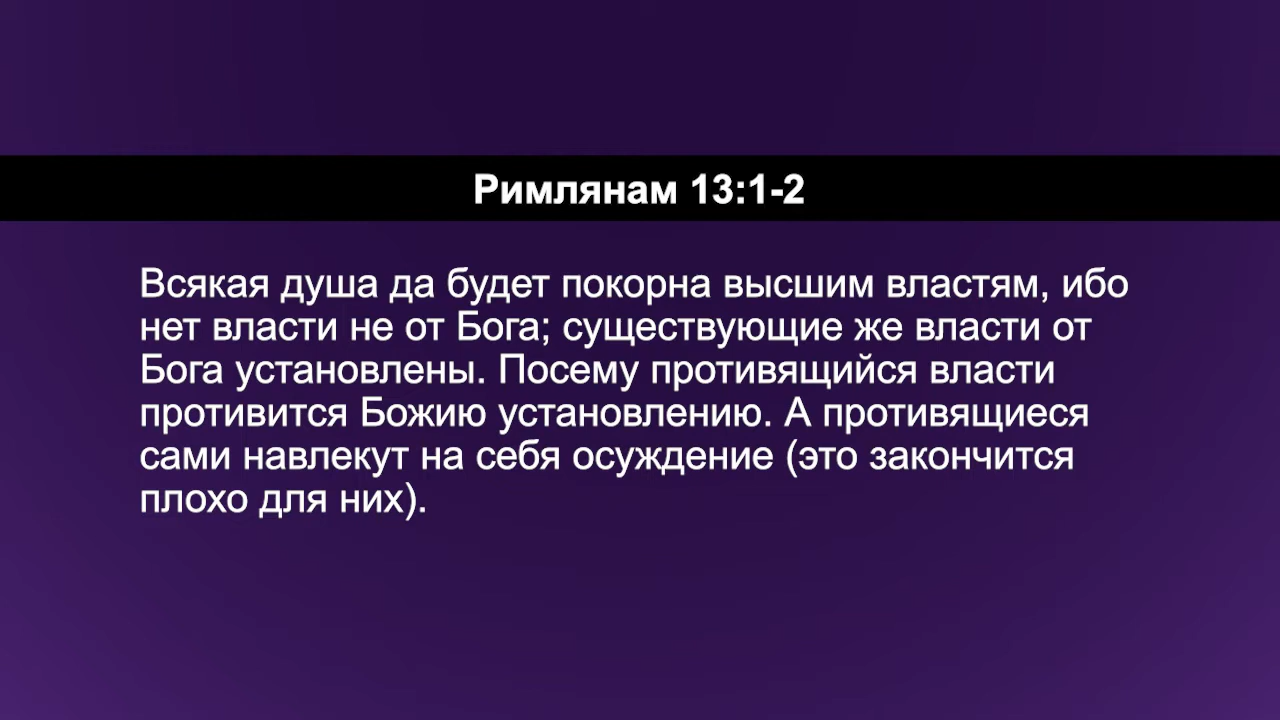 Римлянам 13:1-2
Всякая душа да будет покорна высшим властям, ибо
нет власти не от Бога; существующие же власти от
Бога установлены. Посему противящийся власти
противится Божию установлению. А противящиеся
сами навлекут на себя осуждение (это закончится
плохо для них).